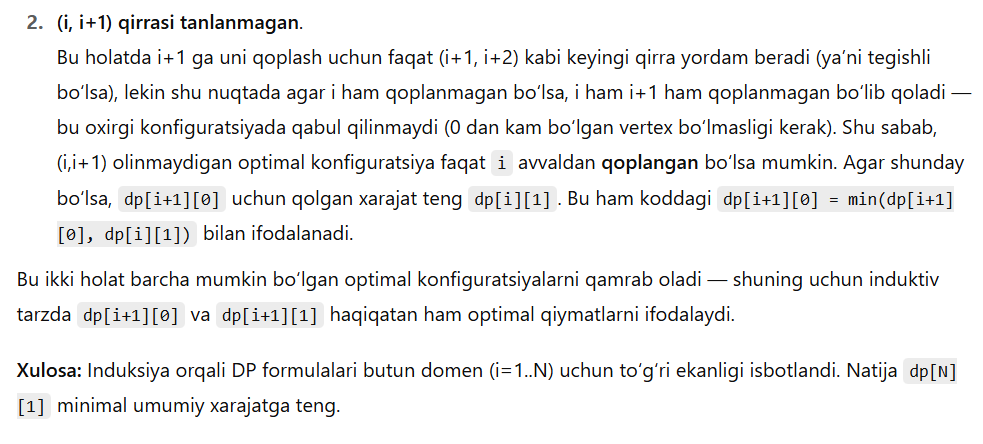 2. (i, i+1) qirrasi tanlanmagan.
Bu holatda i+1 ga uni qoplash uchun faqat (i+1, i+2) kabi keyingi qirra yordam beradi (ya’ni tegishli
bo‘lsa), lekin shu nuqtada agar i ham qoplanmagan bo‘lsa, i ham i+1 ham qoplanmagan bo‘lib qoladi —
bu oxirgi konfiguratsiyada qabul qilinmaydi (0 dan kam bo‘lgan vertex bo‘lmasligi kerak). Shu sabab,
(i,i+1) olinmaydigan optimal konfiguratsiya faqat i avvaldan qoplangan bo‘lsa mumkin. Agar shunday
bo‘lsa, dp[i+1][0] uchun qolgan xarajat teng dp[i][1]. Bu ham koddagi dp[i+1][0] = min(dp[i+1]
[0], dp[i][1]) bilan ifodalanadi.
Bu ikki holat barcha mumkin bo‘lgan optimal konfiguratsiyalarni qamrab oladi — shuning uchun induktiv
tarzda dp[i+1][0] va dp[i+1][1] haqiqatan ham optimal qiymatlarni ifodalaydi.
Xulosa: Induksiya orqali DP formulalari butun domen (i=1..N) uchun to‘g‘ri ekanligi isbotlandi. Natija dp[N]
[1] minimal umumiy xarajatga teng.